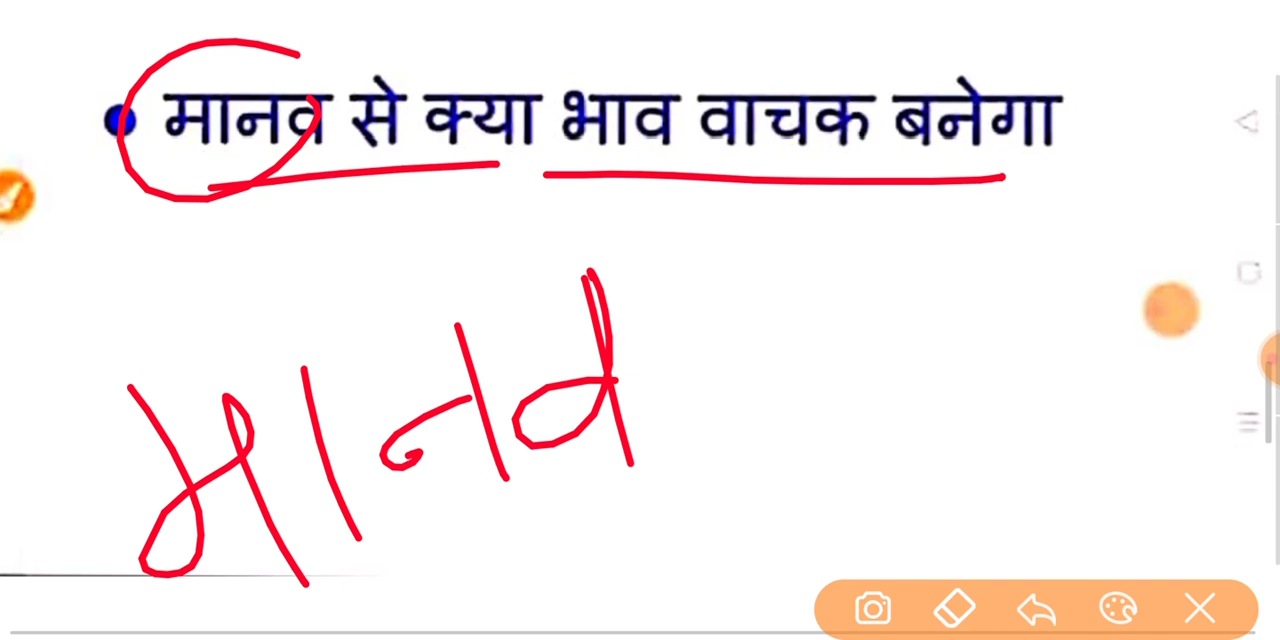 • मानव से क्या भाव वाचक बनेगा
मानव